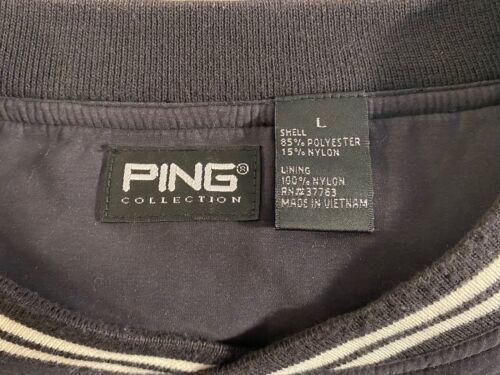 PING®
COLLECTION
L
SHELL
85% POLYESTER
15% NYLON
LINING
100% NYLON
RN# 37763
MADE IN VIETNAM